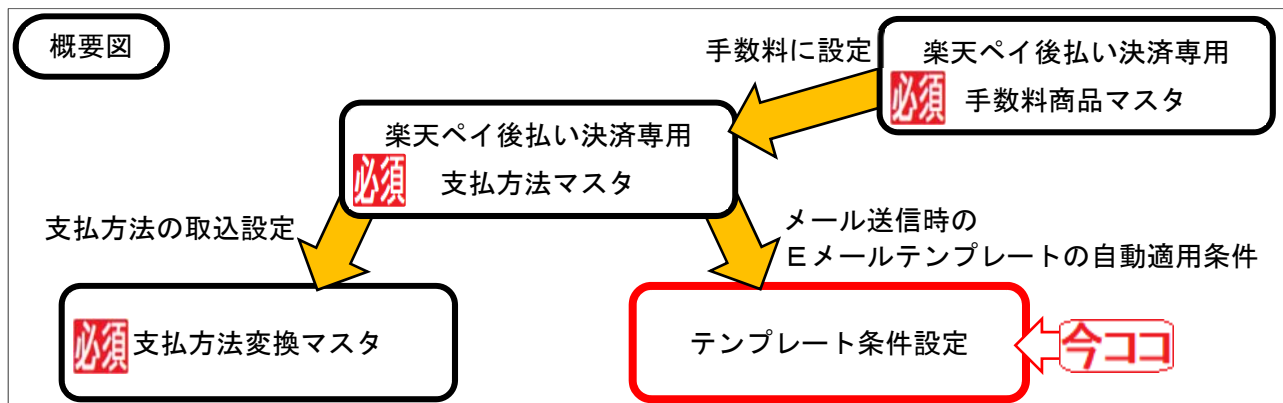 概要図
手数料に設定
楽天ペイ後払い決済専用
必須 手数料商品マスタ
楽天ペイ後払い決済専用
必須 支払方法マスタ
支払方法の取込設定
メール送信時の
Ｅメールテンプレートの自動適用条件
必須 支払方法変換マスタ
テンプレート条件設定
今ココ